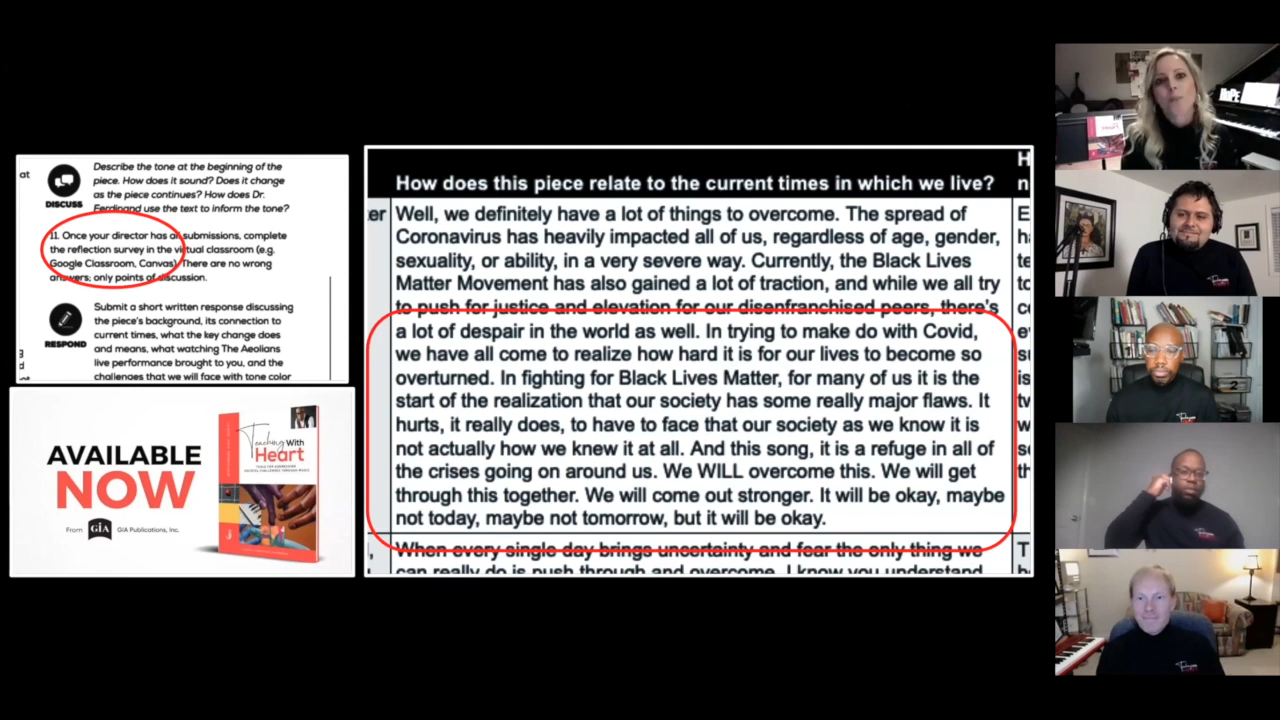 at
Describe the tone at the beginning of the
piece. How does it sound? Does it change
as the piece continues? How does Dr.
DISCUSS
Ferdinand use the text to inform the tone?
11. Once your director has all submissions, complete
the reflection survey in the virtual classroom (e.g.
Google Classroom, Canvas). There are no wrong
answers; only points of discussion.
Submit a short written response discussing
the piece's background, its connection to
current times, what the key change does
RESPOND
and means, what watching The Aeolians
live performance brought to you, and the
challenges that we will face with tone color
AVAILABLE
NOW
From GIA GIA Publications, Inc.
Teaching With
Heart
How does this piece relate to the current times in which we live?
Well, we definitely have a lot of things to overcome. The spread of
Coronavirus has heavily impacted all of us, regardless of age, gender,
sexuality, or ability, in a very severe way. Currently, the Black Lives
Matter Movement has also gained a lot of traction, and while we all try
to push for justice and elevation for our disenfranchised peers, there's
a lot of despair in the world as well. In trying to make do with Covid,
we have all come to realize how hard it is for our lives to become so
overturned. In fighting for Black Lives Matter, for many of us it is the
start of the realization that our society has some really major flaws. It
hurts, it really does, to have to face that our society as we know it is
not actually how we knew it at all. And this song, it is a refuge in all of
the crises going on around us. We WILL overcome this. We will get
through this together. We will come out stronger. It will be okay, maybe
not today, maybe not tomorrow, but it will be okay.
When every single day brings uncertainty and fear the only thing we
can really do is push through and overcome. I know you understand
HOPE
Heart
2